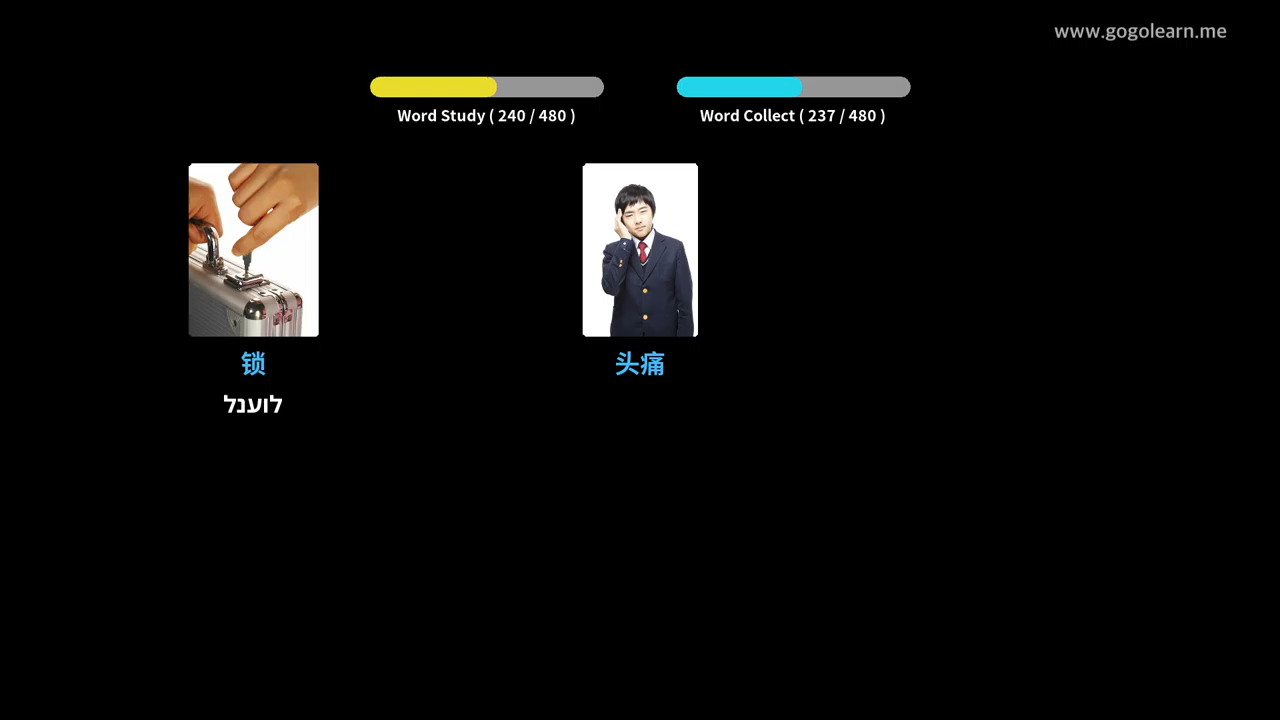 www.gogolearn.me
Word Study ( 240 / 480 )
Word Collect ( 237 / 480 )
锁
לוענל
头痛